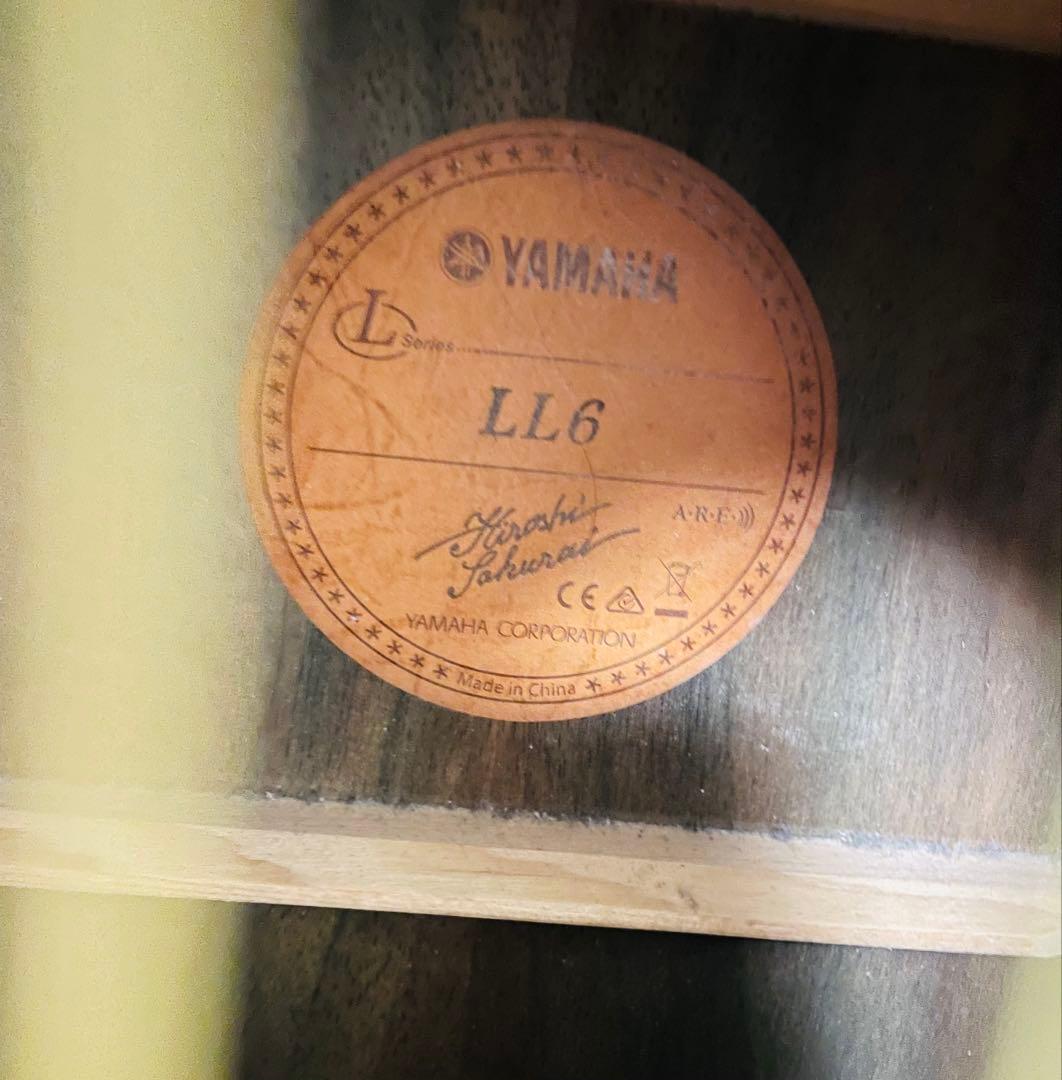 YAMAHA
L Series
LL6
Hiroshi
Sakurai
A·R·E·
CE
YAMAHA CORPORATION
Made in China